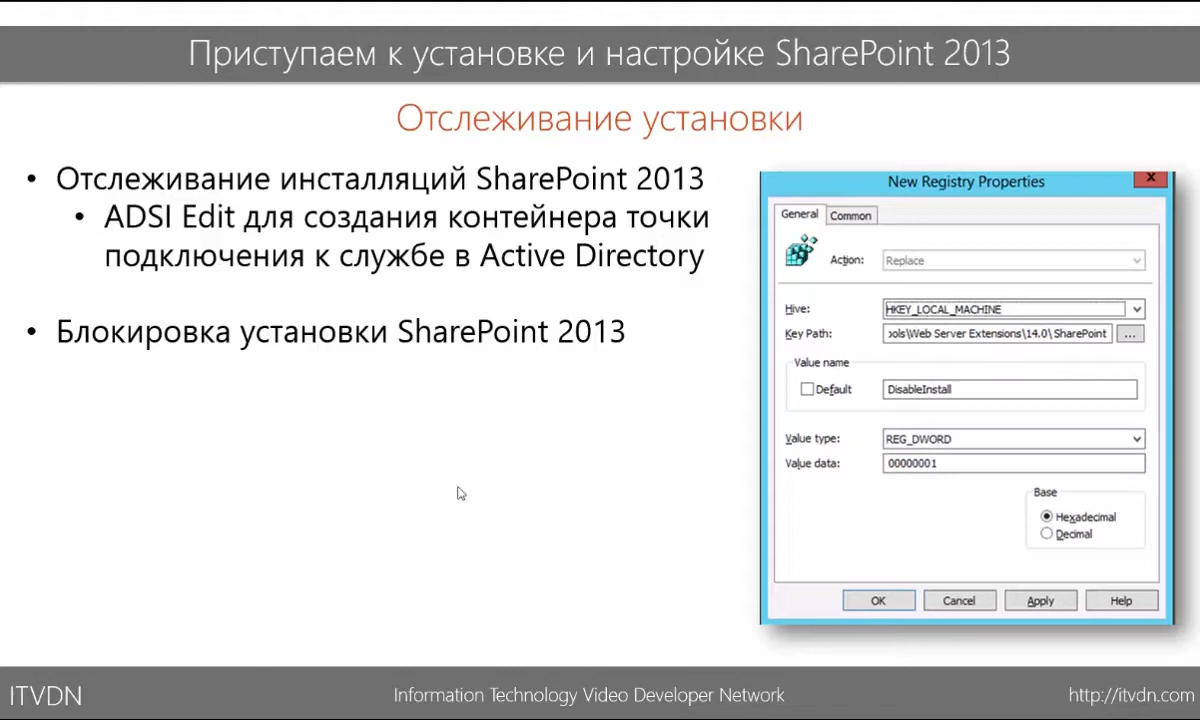 Приступаем к установке и настройке SharePoint 2013
Отслеживание установки
• Отслеживание инсталляций SharePoint 2013
• ADSI Edit для создания контейнера точки
подключения к службе в Active Directory
• Блокировка установки SharePoint 2013
New Registry Properties
x
General Common
Action: Replace
Hive: HKEY_LOCAL_MACHINE
Key Path: ools\Web Server Extensions\14.0\SharePoint ...
Value name
Default DisableInstall
Value type: REG_DWORD
Value data: 00000001
Base
Hexadecimal
Decimal
OK Cancel Apply Help
ITVDN Information Technology Video Developer Network http://itvdn.com